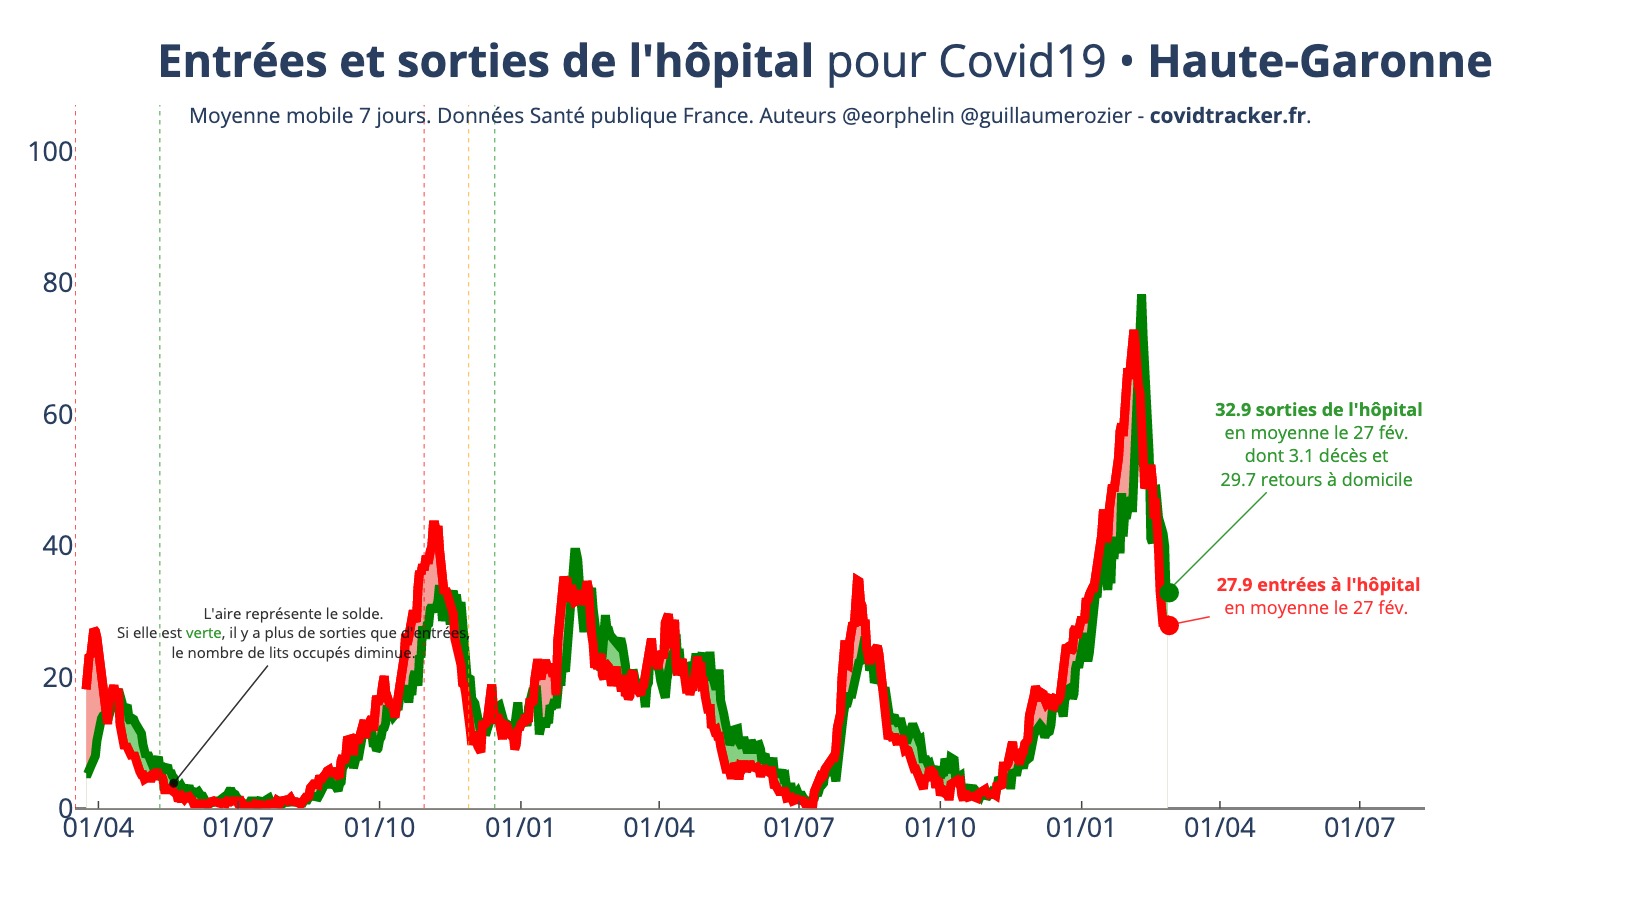 Entrées et sorties de l'hôpital pour Covid19 • Haute-Garonne
Moyenne mobile 7 jours. Données Santé publique France. Auteurs @eorphelin @guillaumerozier - covidtracker.fr.
100
80
60
40
20
0
32.9 sorties de l'hôpital
en moyenne le 27 fév.
dont 3.1 décès et
29.7 retours à domicile
27.9 entrées à l'hôpital
en moyenne le 27 fév.
L'aire représente le solde.
Si elle est verte, il y a plus de sorties que d'entrées,
le nombre de lits occupés diminue.
01/04 01/07 01/10 01/01 01/04 01/07 01/10 01/01 01/04 01/07